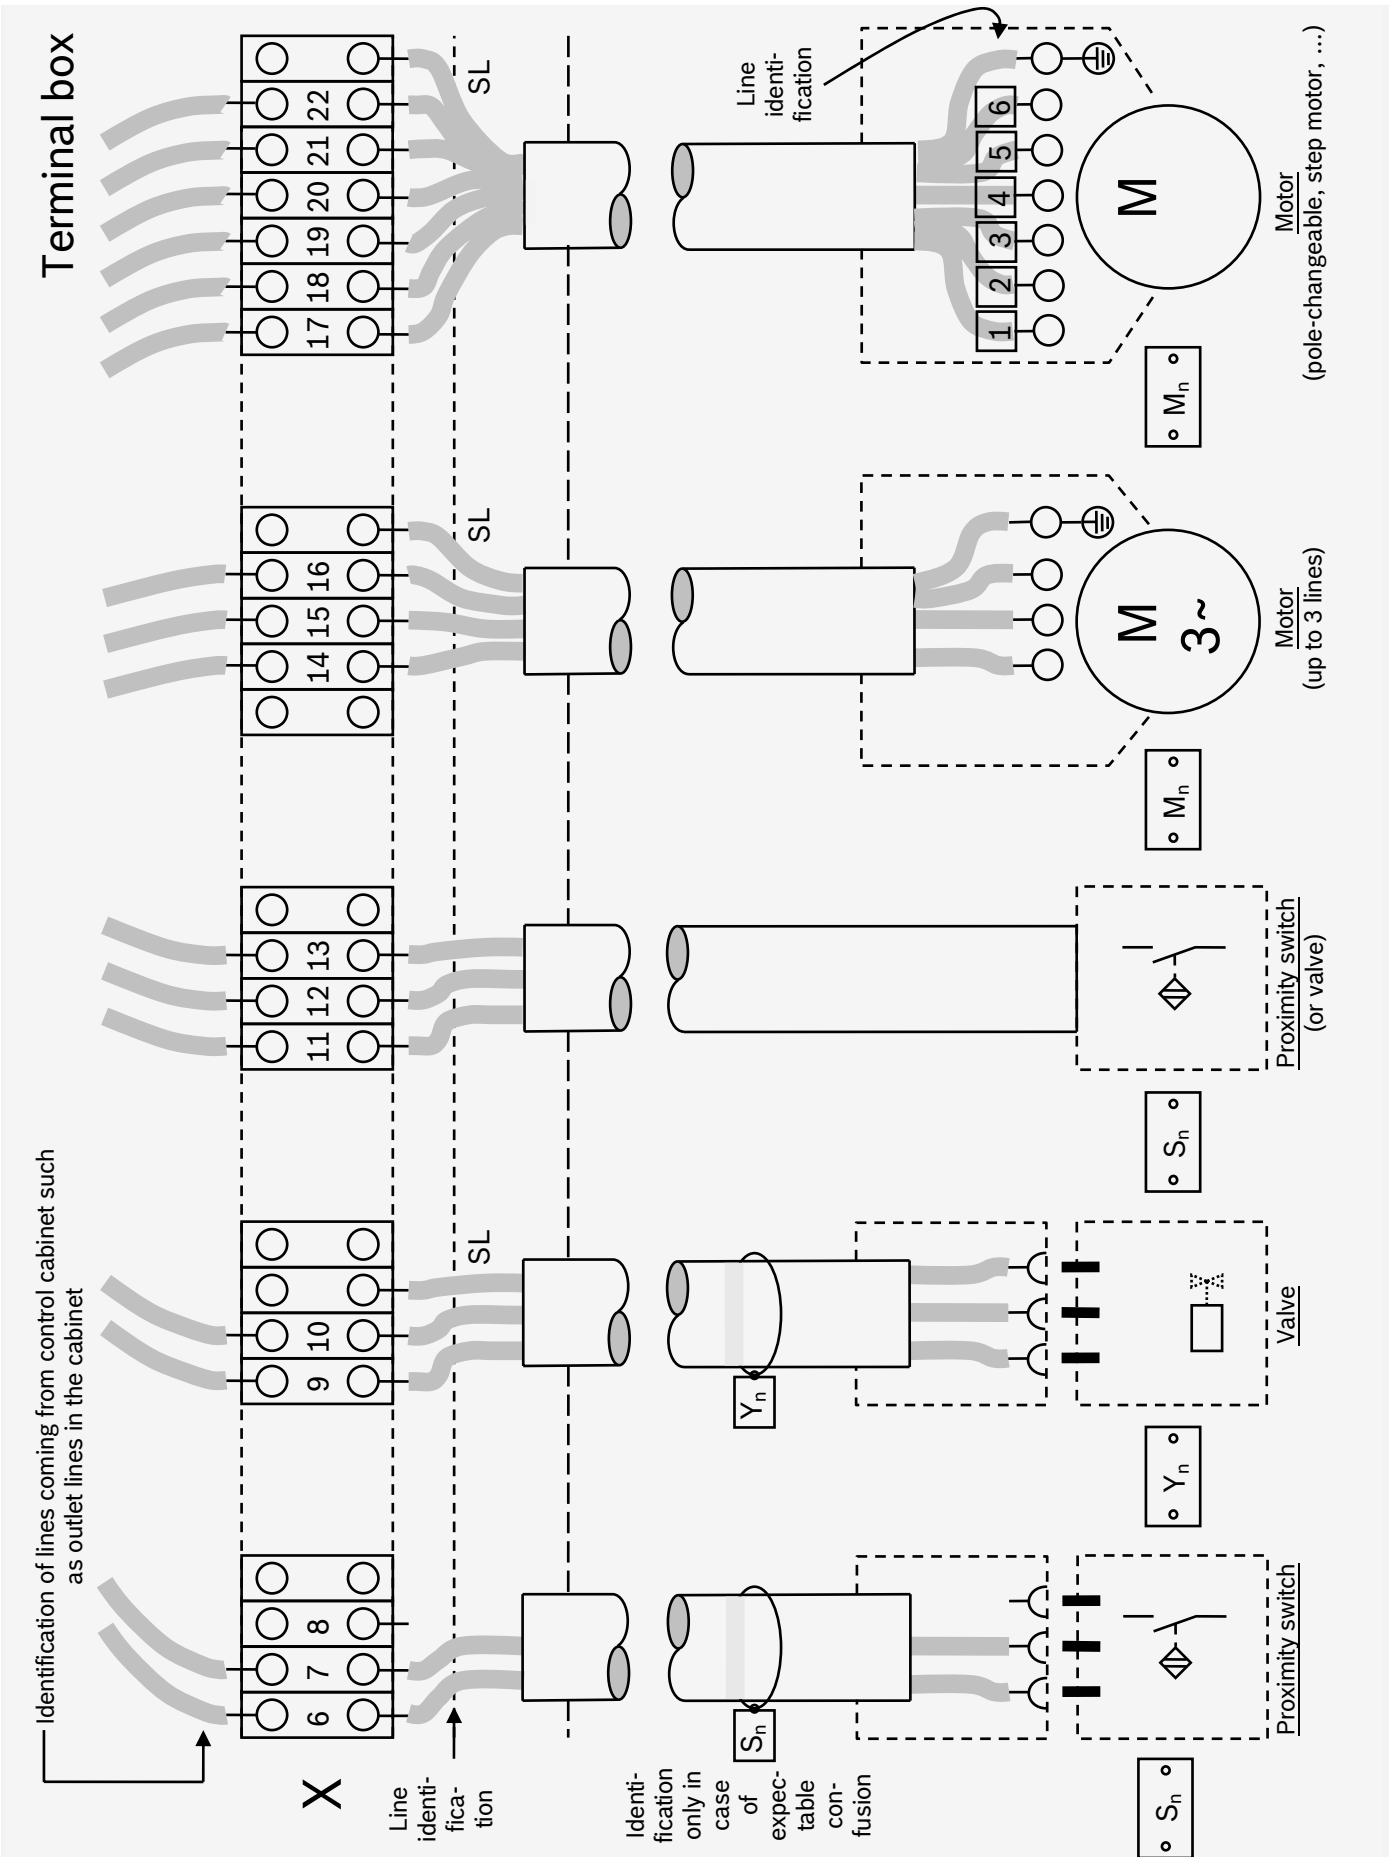 Terminal box
Identification of lines coming from control cabinet such
as outlet lines in the cabinet
X
6
7
8
9
10
11
12
13
14
15
16
17
18
19
20
21
22
Line
identi-
fica-
tion
SL
SL
SL
Identi-
fication
only in
case
of
expec-
table
con-
fusion
Sn
Yn
Line
identi-
fication
1
2
3
4
5
6
Sn
Proximity switch
Yn
Valve
Sn
Proximity switch
(or valve)
Mn
M
3~
Motor
(up to 3 lines)
Mn
M
Motor
(pole-changeable, step motor, ...)